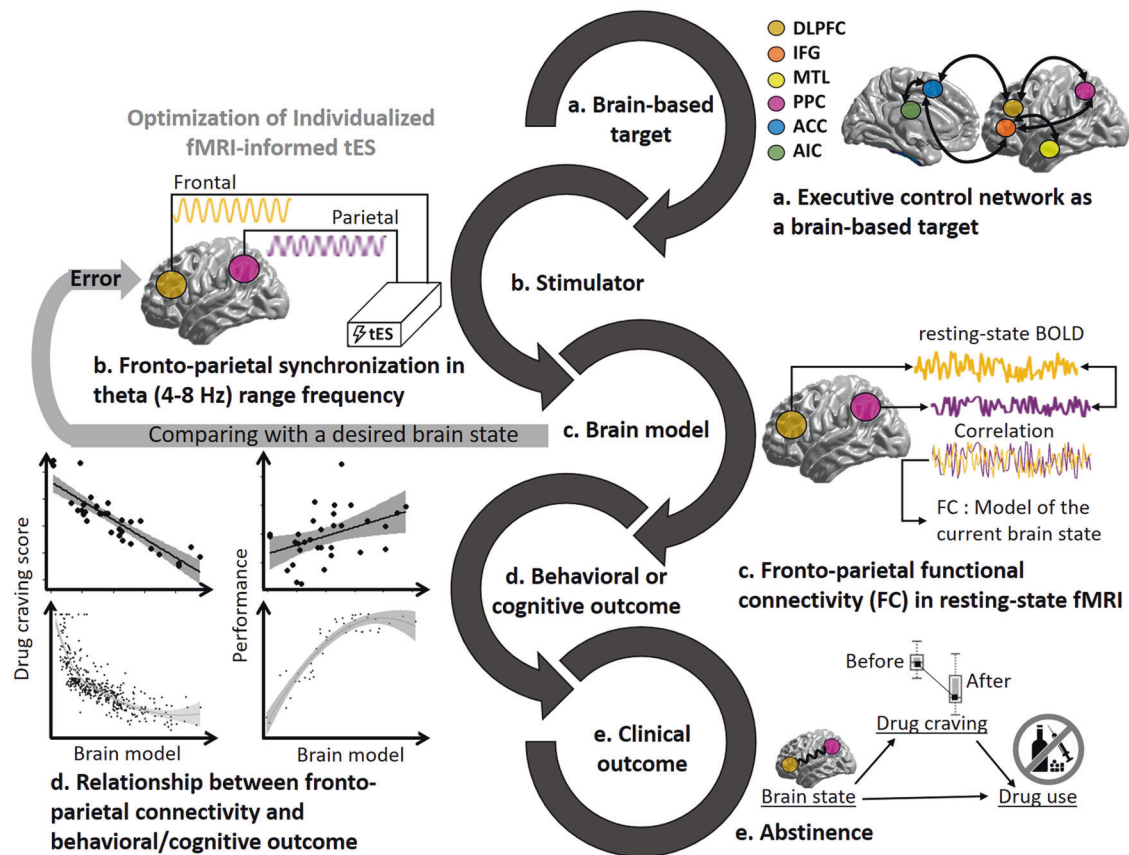 DLPFC
IFG
MTL
PPC
ACC
AIC
a. Executive control network as
a brain-based target
a. Brain-based
target
b. Stimulator
c. Brain model
d. Behavioral or
cognitive outcome
e. Clinical
outcome
Optimization of Individualized
fMRI-informed tES
Frontal
Parietal
Error
tES
b. Fronto-parietal synchronization in
theta (4-8 Hz) range frequency
Comparing with a desired brain state
resting-state BOLD
Correlation
FC : Model of the
current brain state
c. Fronto-parietal functional
connectivity (FC) in resting-state fMRI
Drug craving score
Performance
Brain model
Brain model
d. Relationship between fronto-
parietal connectivity and
behavioral/cognitive outcome
Before
After
Drug craving
Brain state
Drug use
e. Abstinence